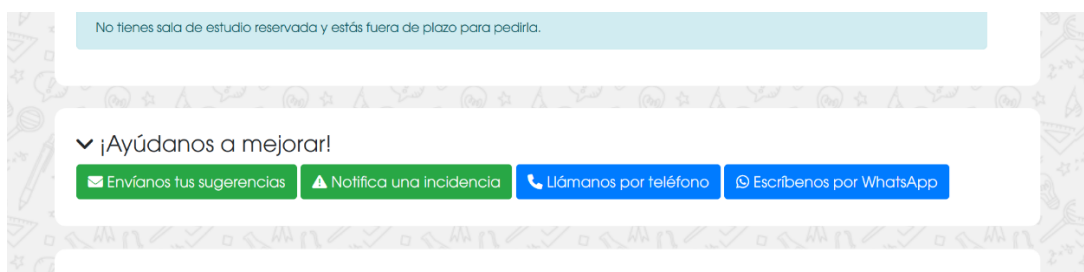 No tienes sala de estudio reservada y estás fuera de plazo para pedirla.
¡Ayúdanos a mejorar!
Envíanos tus sugerencias
Notifica una incidencia
Llámanos por teléfono
Escríbenos por WhatsApp